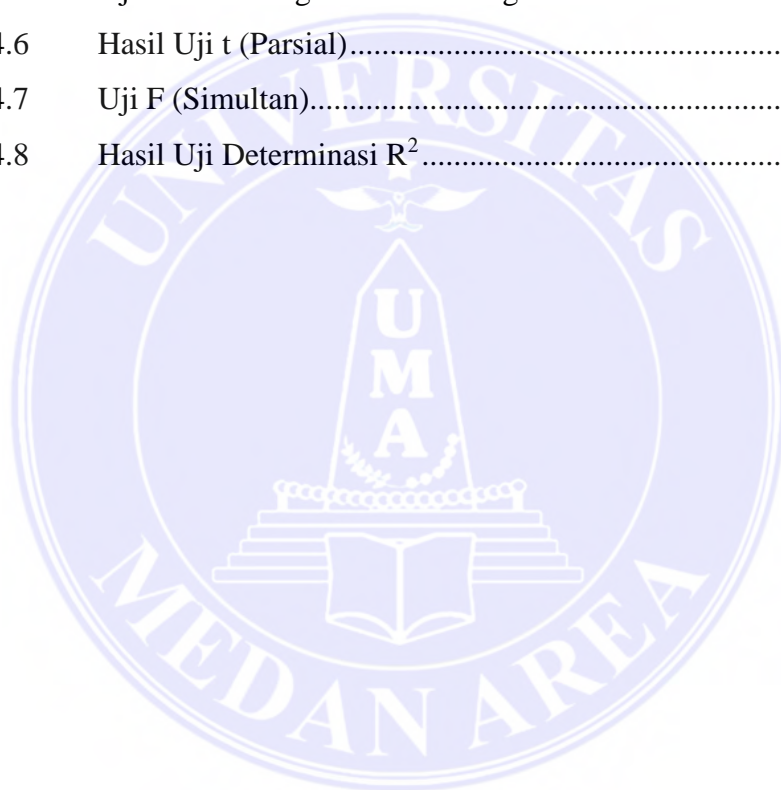 4.6 Hasil Uji t (Parsial)................................................................
4.7 Uji F (Simultan)......................................................................
4.8 Hasil Uji Determinasi R²......................................................
UNIVERSITAS
U
M
A
MEDAN AREA